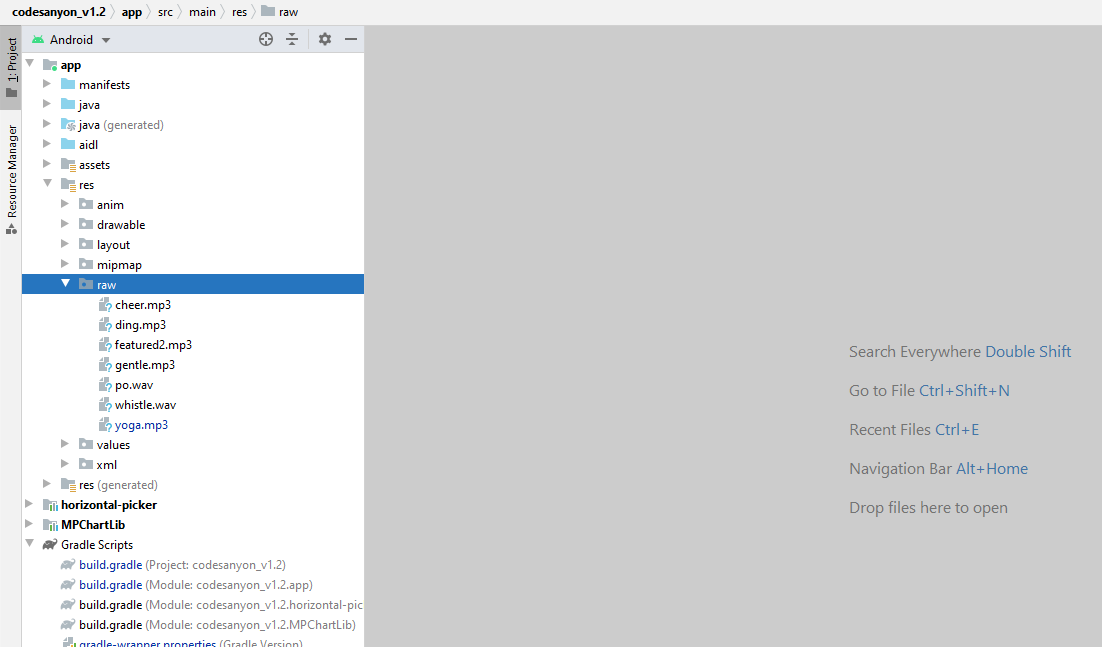 codesanyon_v1.2 app src main res raw
1: Project
Resource Manager
Android
app
manifests
java
java (generated)
aidl
assets
res
anim
drawable
layout
mipmap
raw
cheer.mp3
ding.mp3
featured2.mp3
gentle.mp3
po.wav
whistle.wav
yoga.mp3
values
xml
res (generated)
horizontal-picker
MPChartLib
Gradle Scripts
build.gradle (Project: codesanyon_v1.2)
build.gradle (Module: codesanyon_v1.2.app)
build.gradle (Module: codesanyon_v1.2.horizontal-pic
build.gradle (Module: codesanyon_v1.2.MPChartLib)
gradle-wrapper.properties (Gradle Version)
Search Everywhere Double Shift
Go to File Ctrl+Shift+N
Recent Files Ctrl+E
Navigation Bar Alt+Home
Drop files here to open